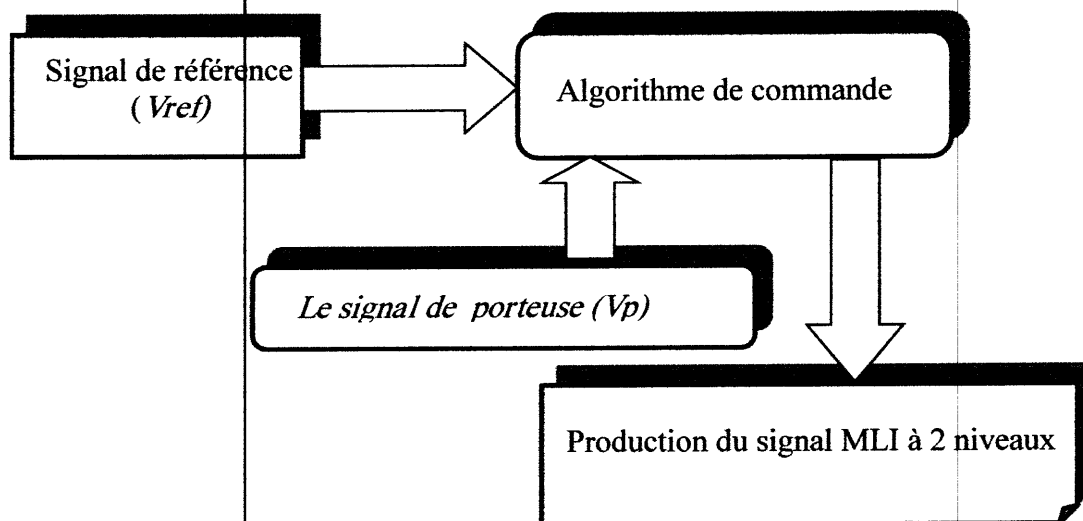 Signal de référence
(Vref)
Algorithme de commande
Le signal de porteuse (Vp)
Production du signal MLI à 2 niveaux